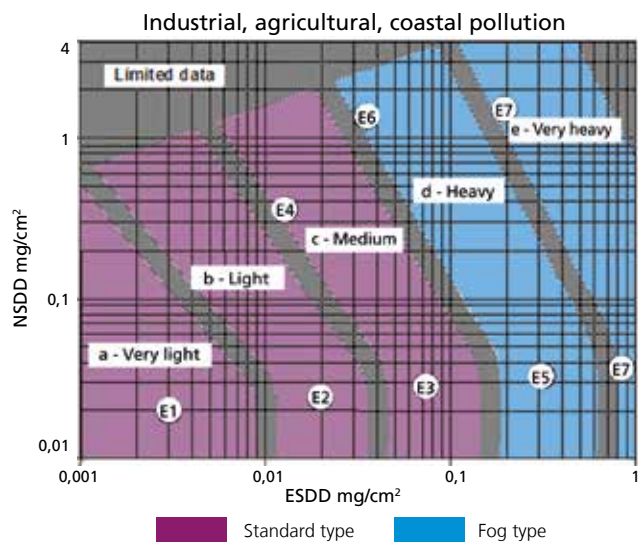 Industrial, agricultural, coastal pollution
NSDD mg/cm²
4
1
0,1
0,01
Limited data
E6
E7
e - Very heavy
d - Heavy
E4
c - Medium
b - Light
a - Very light
E1
E2
E3
E5
E7
0,001
0,01
0,1
1
ESDD mg/cm²
Standard type
Fog type